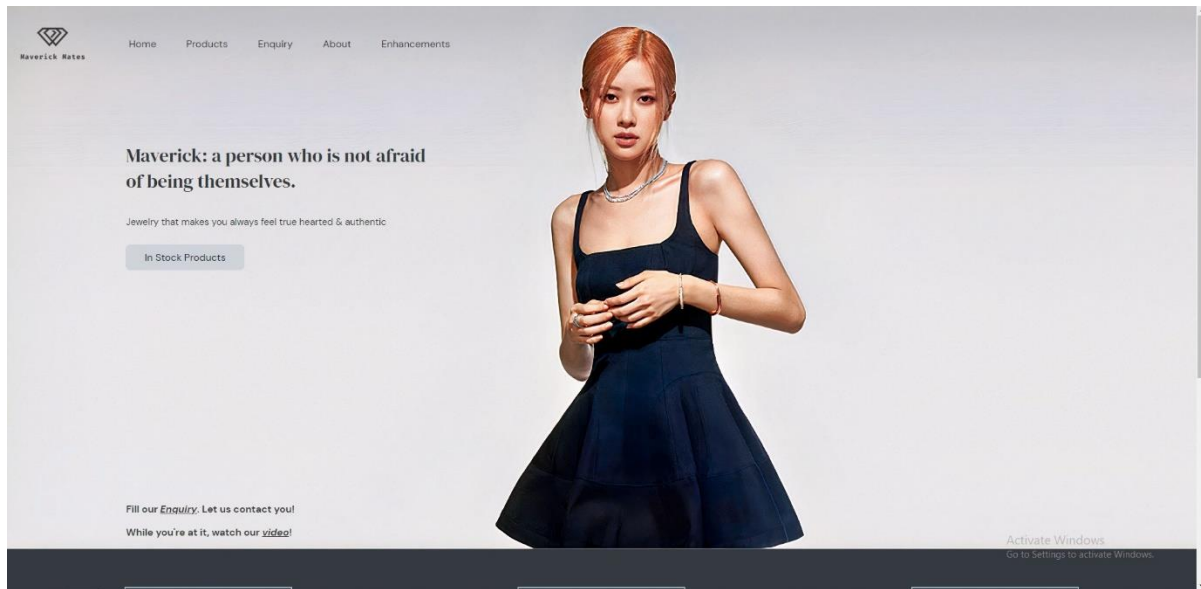 Maverick Mates
Home Products Enquiry About Enhancements
Maverick: a person who is not afraid
of being themselves.
Jewelry that makes you always feel true hearted & authentic
In Stock Products
Fill our Enquiry. Let us contact you!
While you're at it, watch our video!
Activate Windows
Go to Settings to activate Windows.